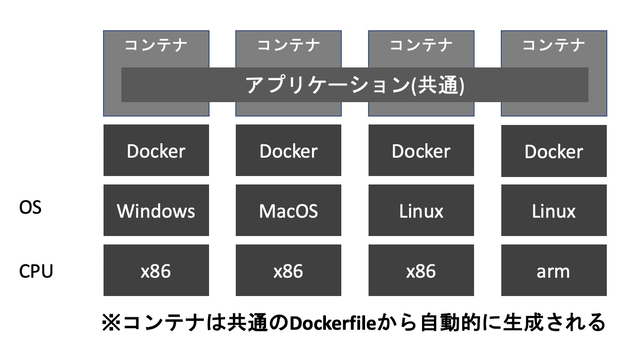 コンテナ コンテナ コンテナ コンテナ
アプリケーション(共通)
Docker Docker Docker Docker
OS Windows MacOS Linux Linux
CPU x86 x86 x86 arm
※コンテナは共通のDockerfileから自動的に生成される